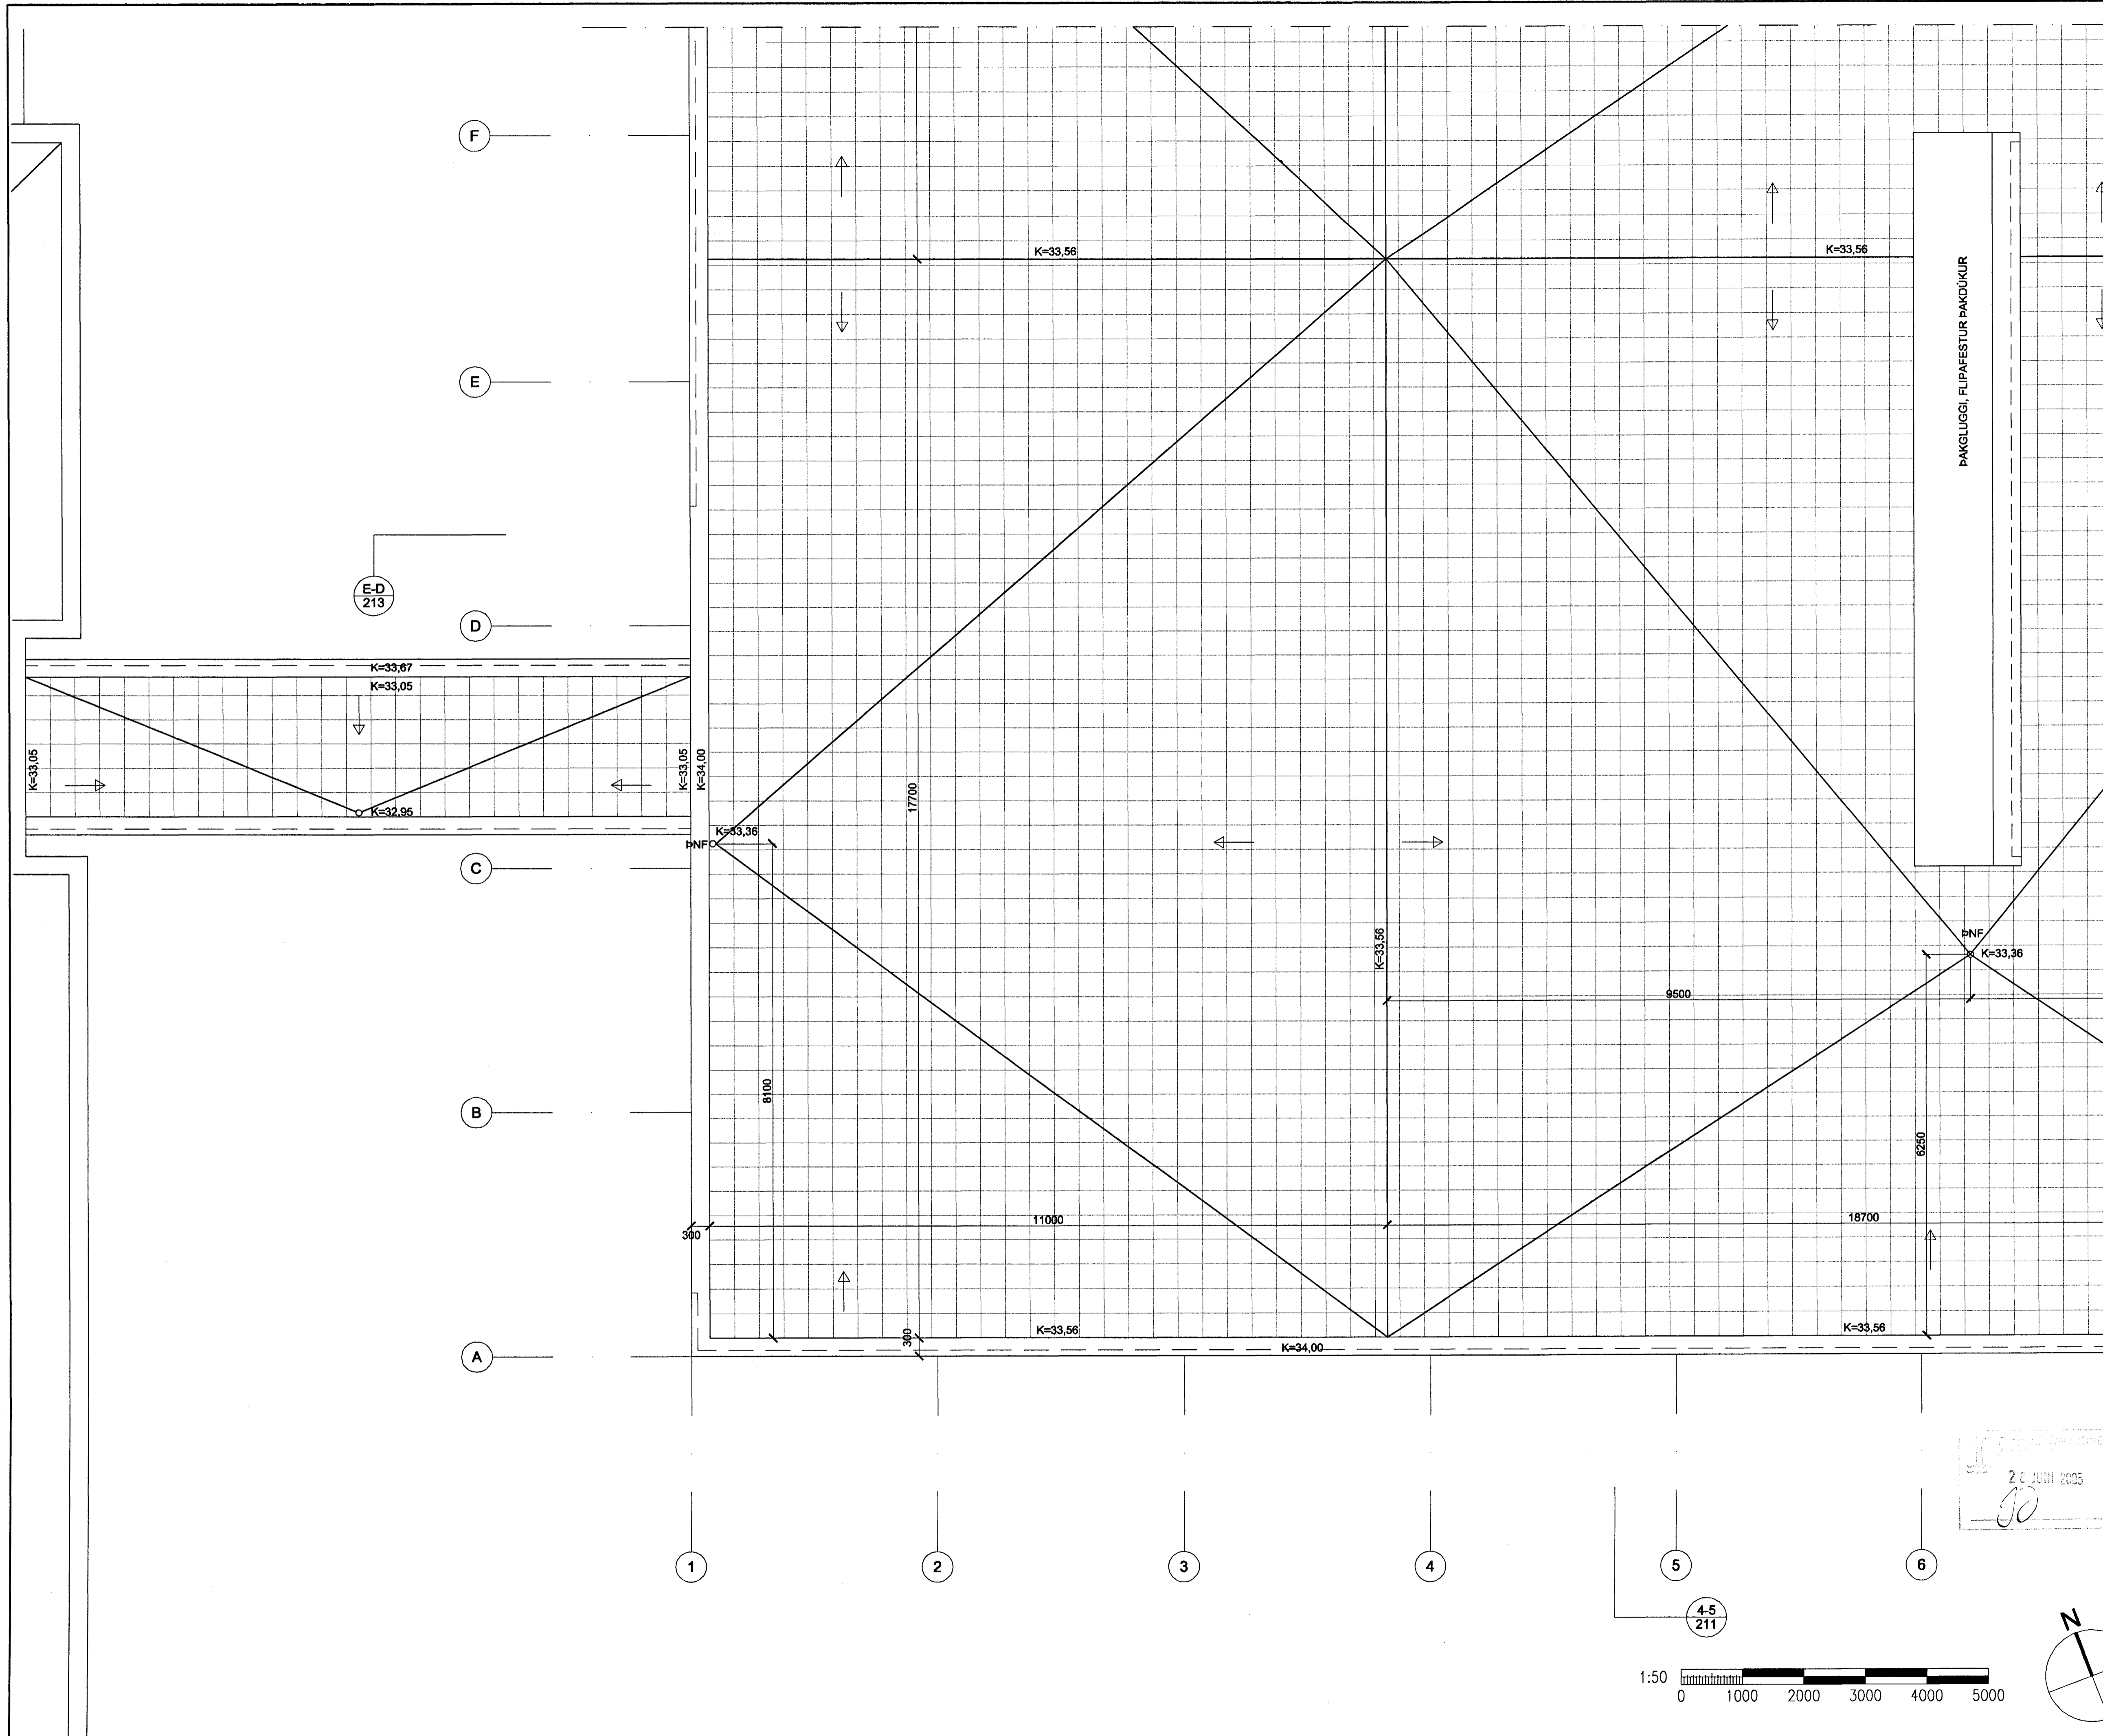 F
K=33,56
K=33,56
ÞAKGLUGGI, FLIPAFESTUR ÞAKDÚKUR
E
E-D
213
D
K=33,67
K=33,05
K=33,05
K=33,05
K=34,00
K=32,95
17700
K=33,36
ÞNF
C
K=33,56
ÞNF
K=33,36
9500
8100
B
6250
11000
18700
300
300
K=33,56
K=33,56
K=34,00
A
JUNI 2005
1
2
3
4
5
6
4-5
211
N
1:50
0
1000
2000
3000
4000
5000